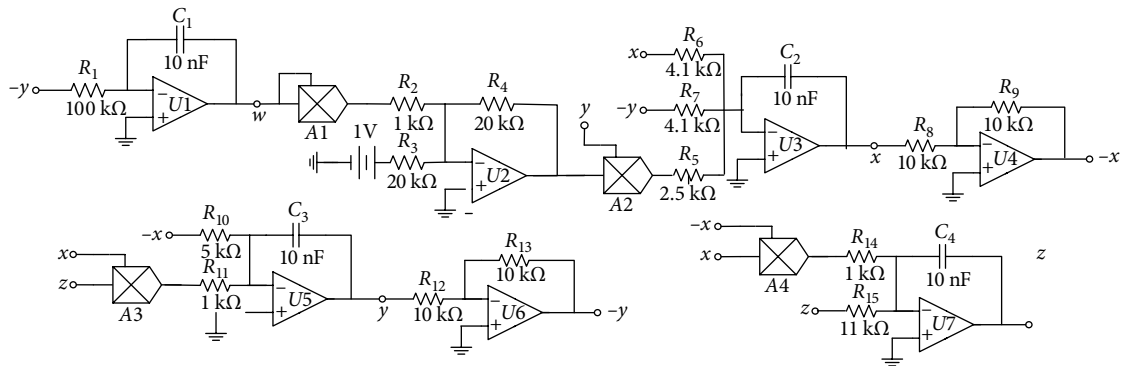 C1
10 nF
R1
100 kΩ
−y
−
+
U1
w
A1
R2
1 kΩ
1V
R3
20 kΩ
R4
20 kΩ
−
+
U2
−
y
A2
R5
2.5 kΩ
x
R6
4.1 kΩ
−y
R7
4.1 kΩ
C2
10 nF
−
+
U3
x
R8
10 kΩ
R9
10 kΩ
−
+
U4
−x
x
z
A3
−x
R10
5 kΩ
R11
1 kΩ
C3
10 nF
−
+
U5
y
R12
10 kΩ
R13
10 kΩ
−
+
U6
−y
−x
x
A4
R14
1 kΩ
z
R15
11 kΩ
C4
10 nF
−
+
U7
z